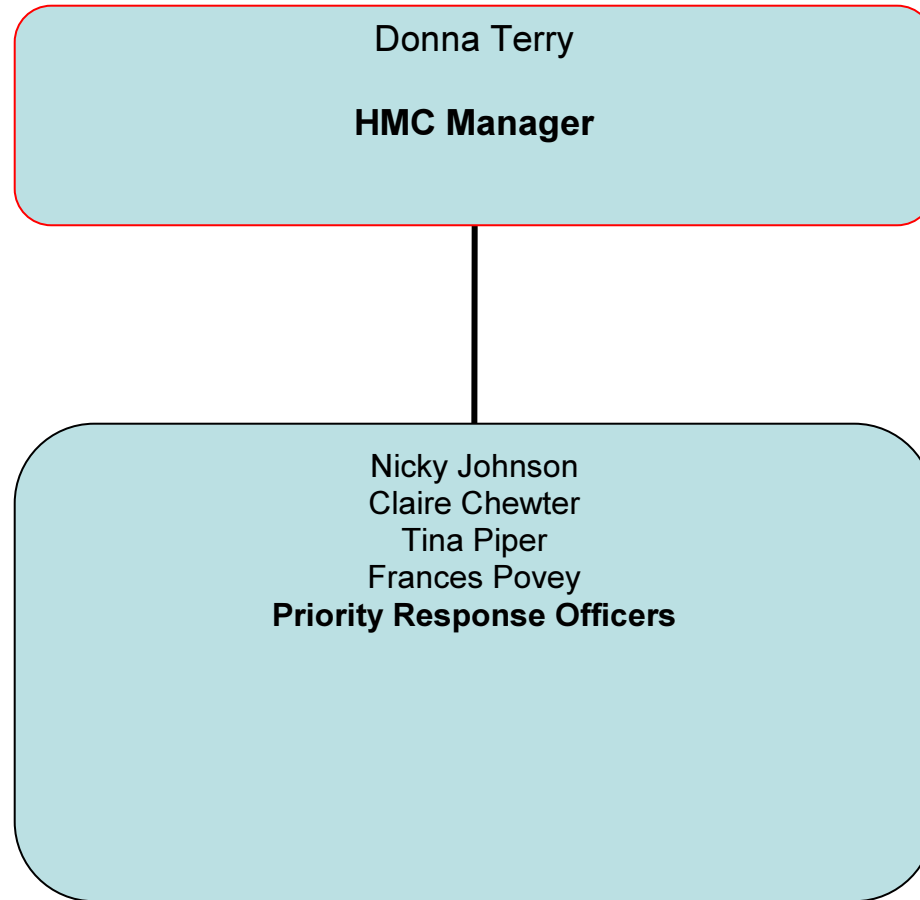 Donna Terry
HMC Manager
Nicky Johnson
Claire Chewter
Tina Piper
Frances Povey
Priority Response Officers